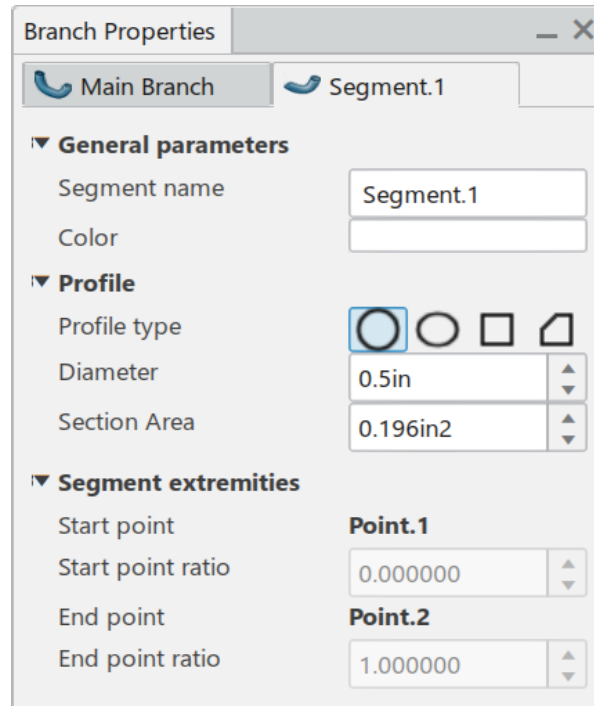 Branch Properties
Main Branch
Segment.1
General parameters
Segment name Segment.1
Color
Profile
Profile type
Diameter 0.5in
Section Area 0.196in2
Segment extremities
Start point Point.1
Start point ratio 0.000000
End point Point.2
End point ratio 1.000000